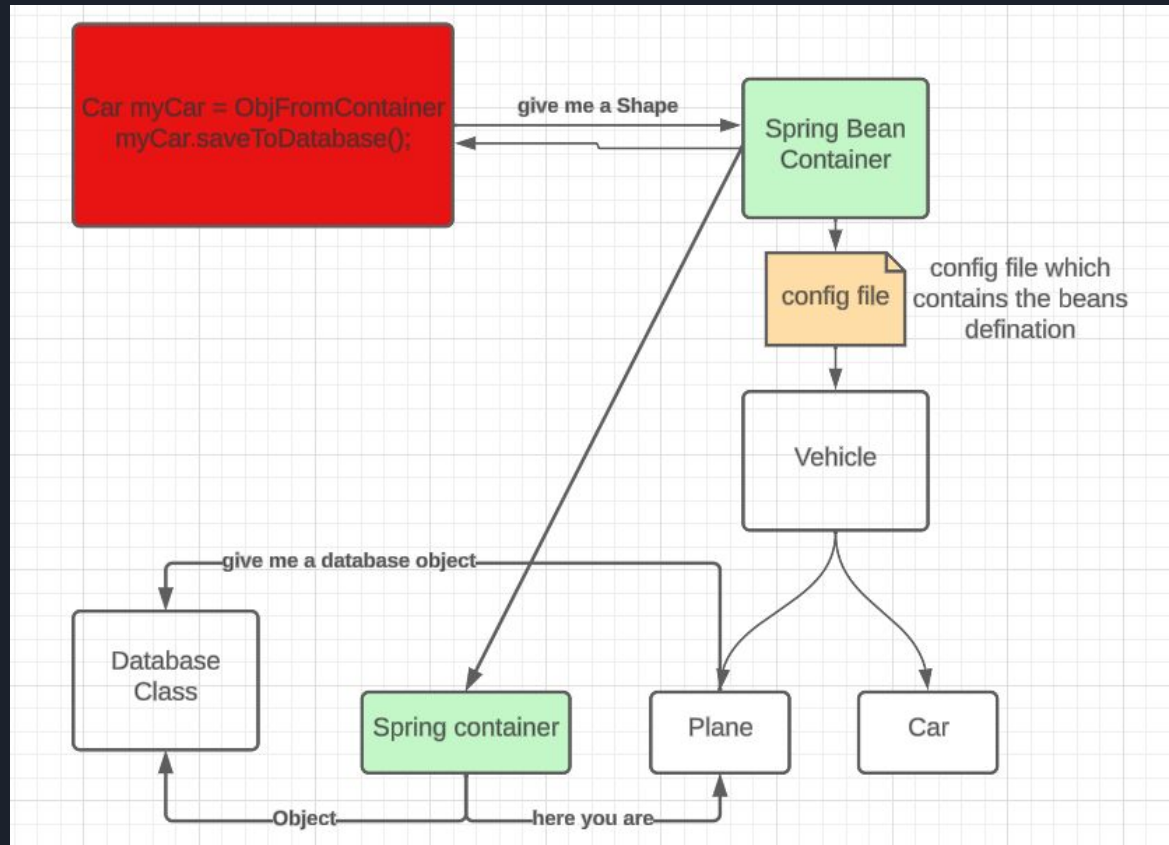 Car myCar = ObjFromContainer
myCar.saveToDatabase();
give me a Shape
Spring Bean
Container
config file
config file which
contains the beans
defination
Vehicle
give me a database object
Database
Class
Spring container
Plane
Car
Object
here you are